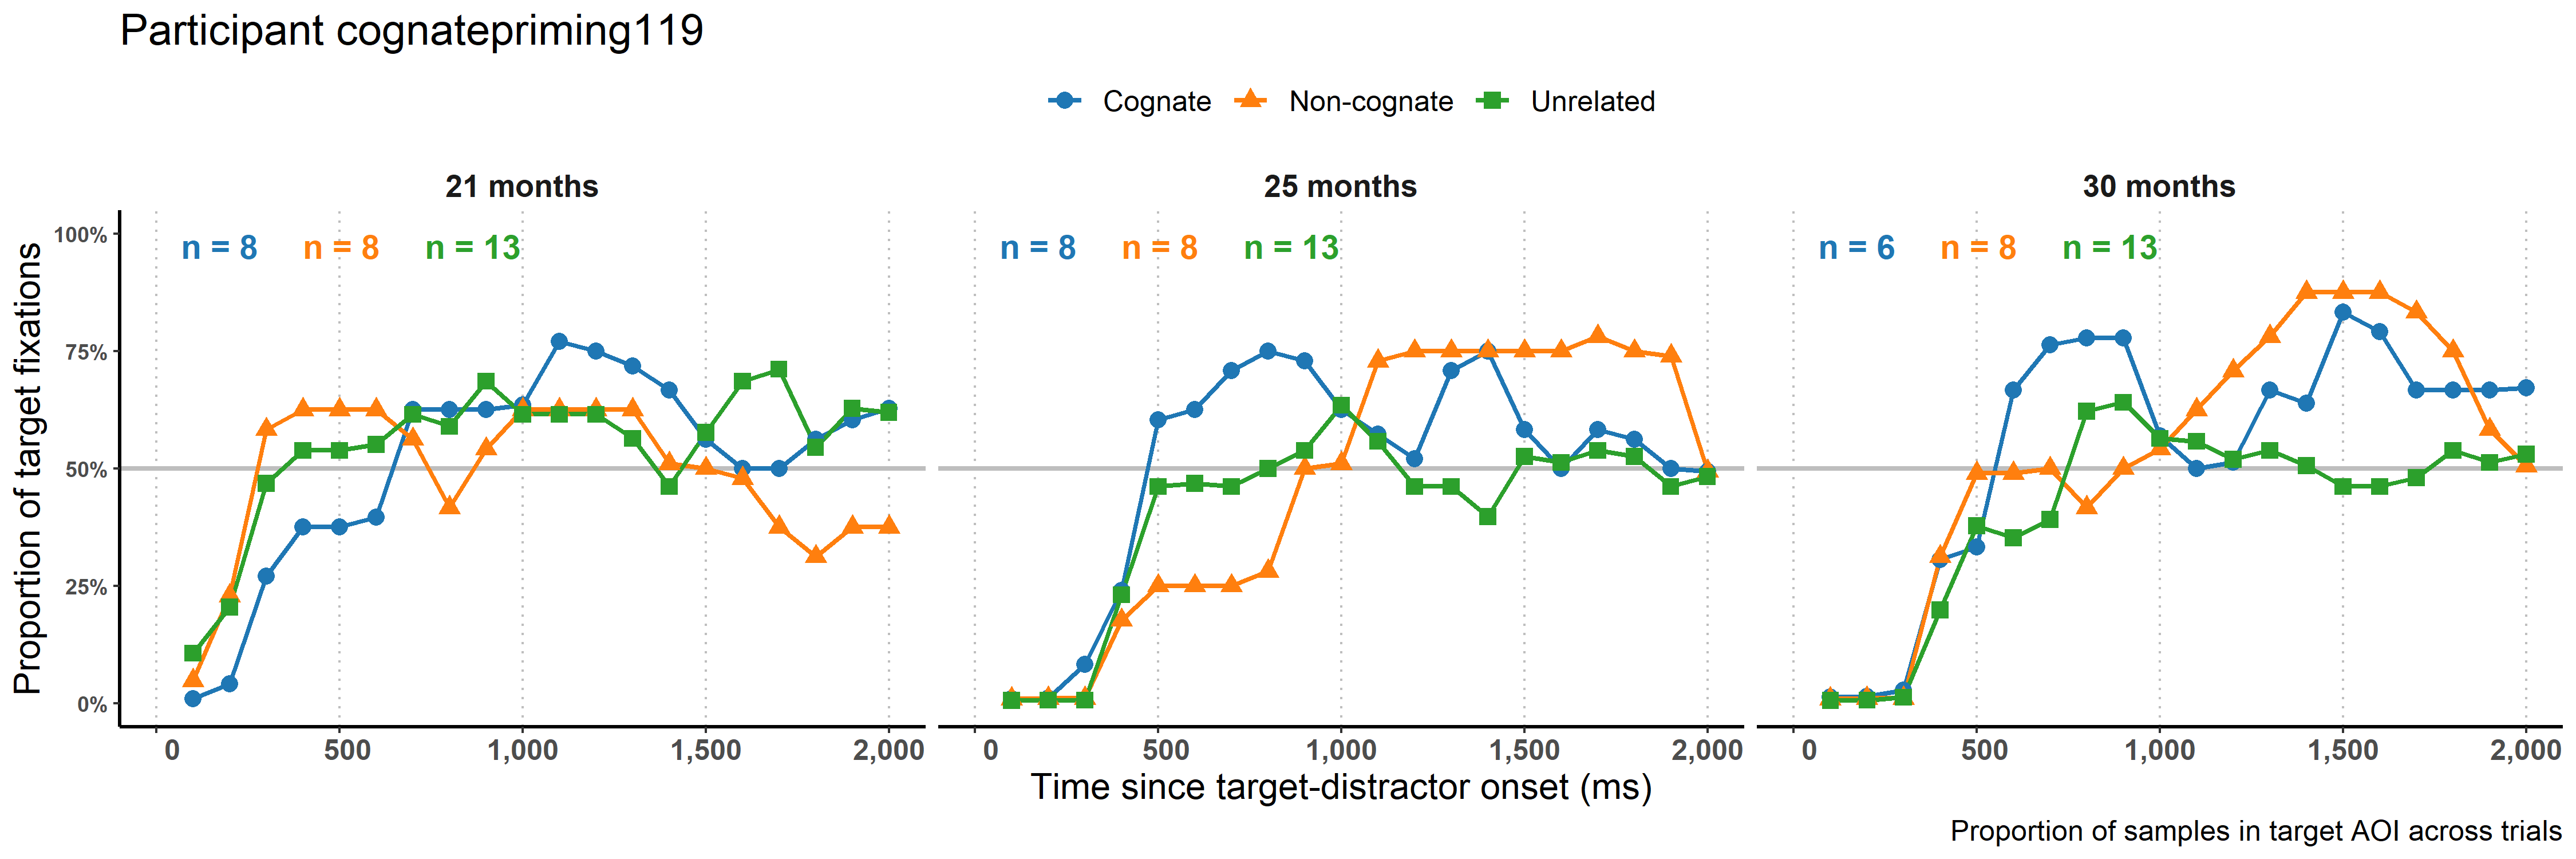 Participant cognatepriming119
Cognate Non-cognate Unrelated
21 months 25 months 30 months
n = 8 n = 8 n = 13 n = 8 n = 8 n = 13 n = 6 n = 8 n = 13
100%
75%
50%
25%
0%
Proportion of target fixations
0 500 1,000 1,500 2,000 0 500 1,000 1,500 2,000 0 500 1,000 1,500 2,000
Time since target-distractor onset (ms)
Proportion of samples in target AOI across trials